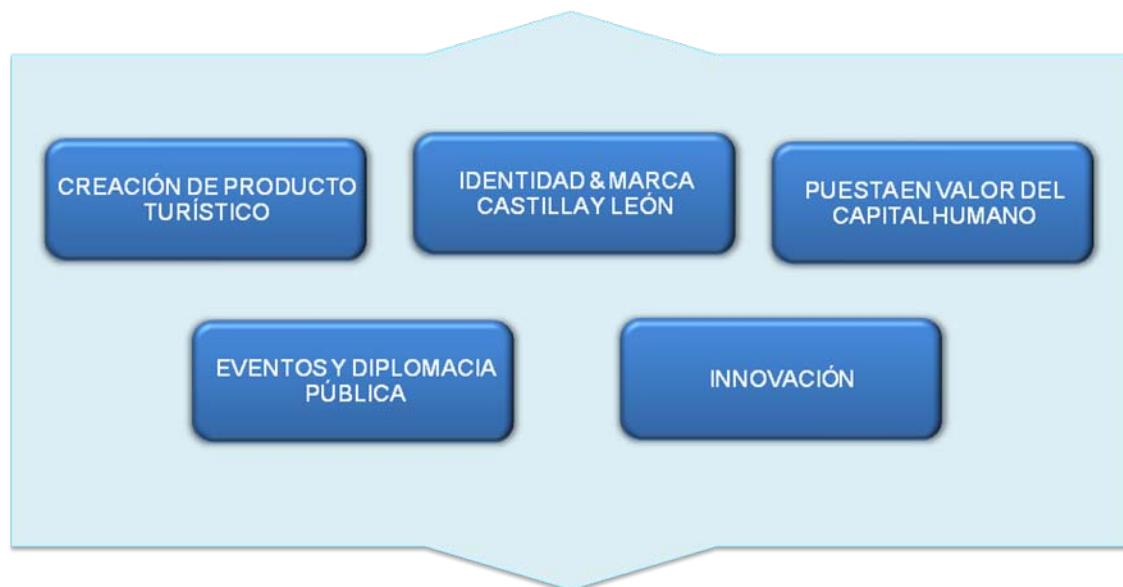 CREACIÓN DE PRODUCTO
TURÍSTICO
IDENTIDAD & MARCA
CASTILLA Y LEÓN
PUESTA EN VALOR DEL
CAPITAL HUMANO
EVENTOS Y DIPLOMACIA
PÚBLICA
INNOVACIÓN